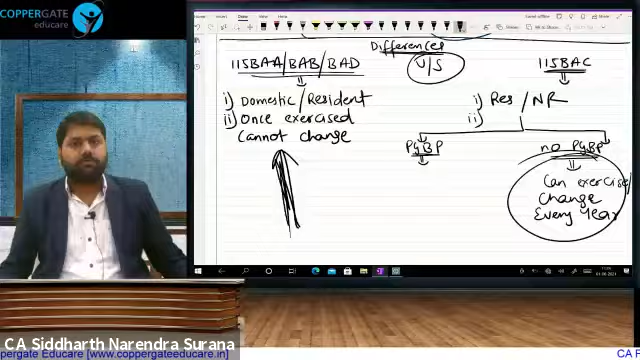 COPPERGATE
educare
Differences
115BAA/BAB/BAD
V/S
115BAC
i) Domestic/Resident
ii) Once exercised
Cannot change
i) Res / NR
ii)
PGBP
no PGBP
Can exercise/
Change
Every Year
CA Siddharth Narendra Surana
pergate Educare [www.coppergateeducare.in]
CA F